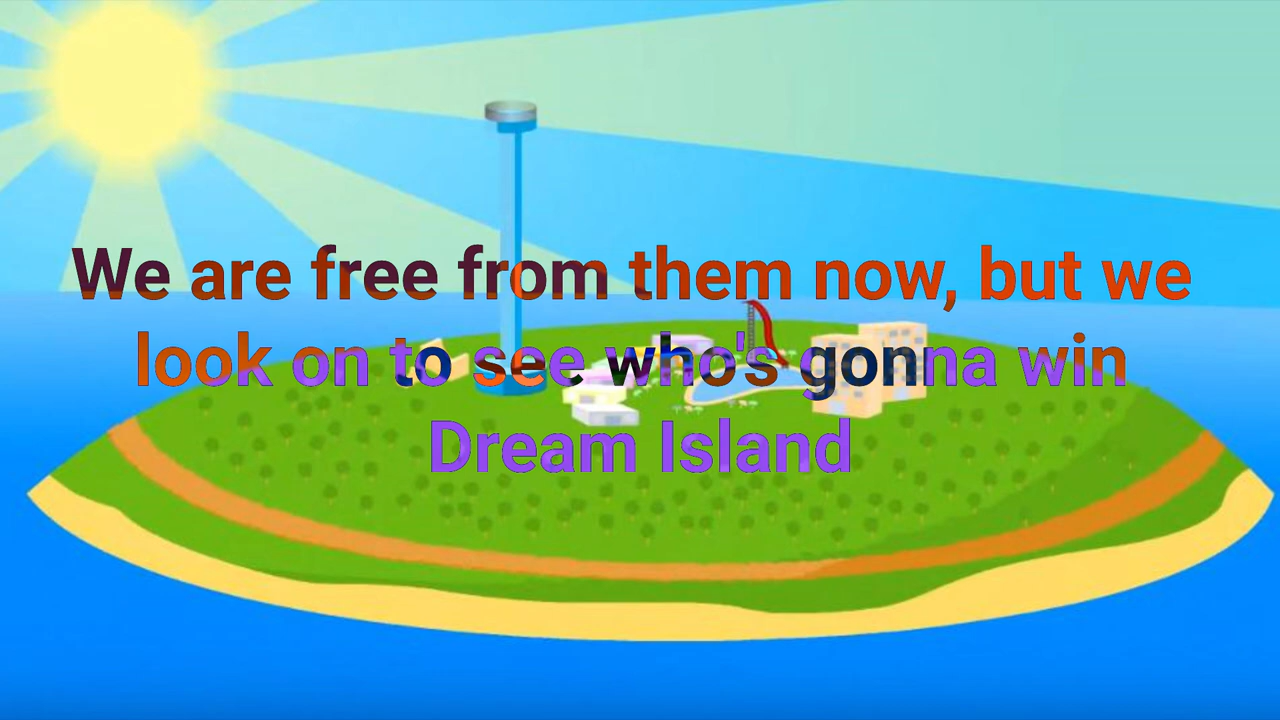 We are free from them now, but we
look on to see who's gonna win
Dream Island